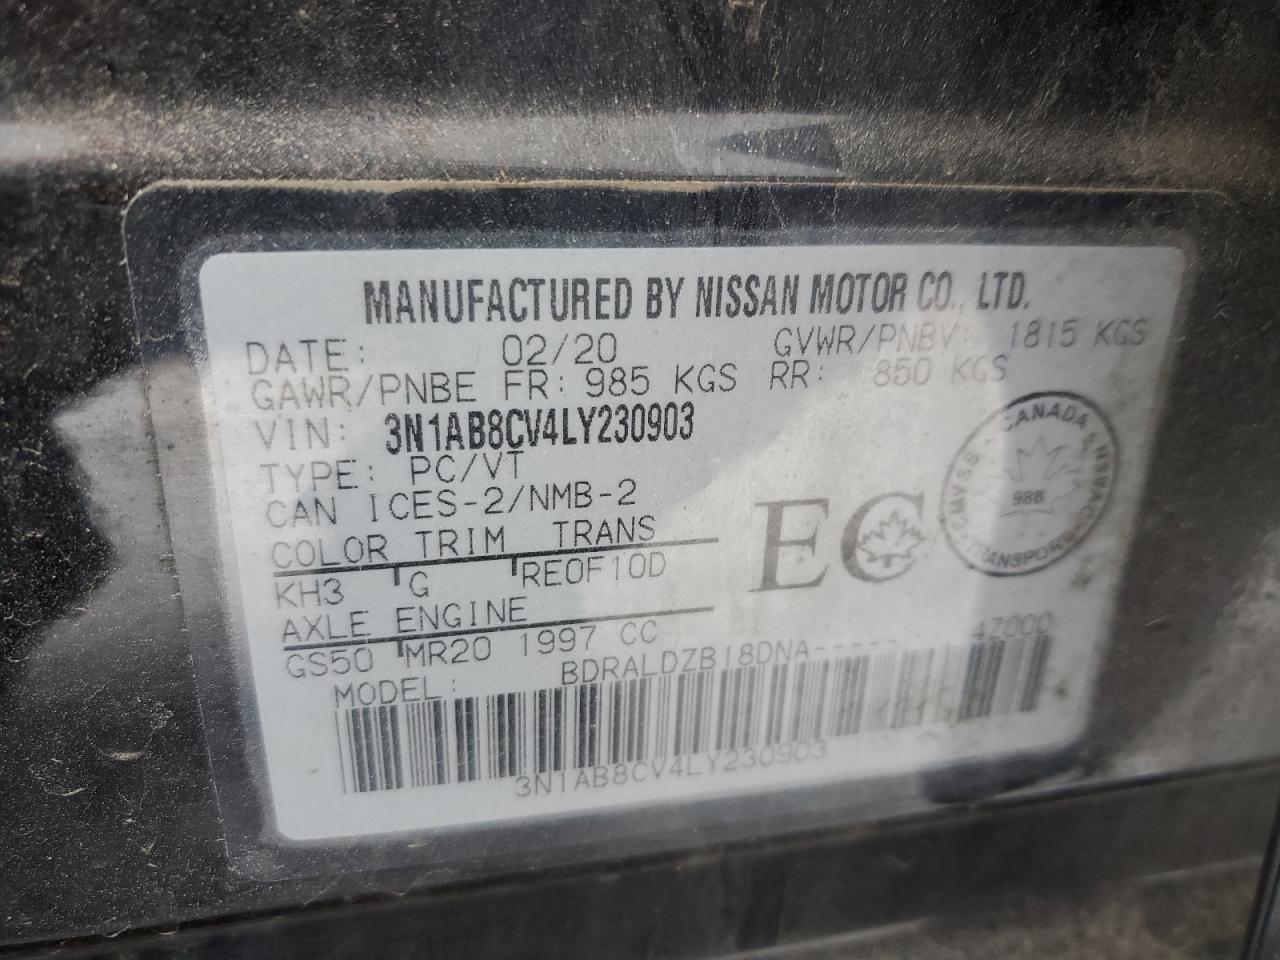 MANUFACTURED BY NISSAN MOTOR CO., LTD.
DATE: 02/20 GVWR/PNBV: 1815 KGS
GAWR/PNBE FR: 985 KGS RR: 850 KGS
VIN: 3N1AB8CV4LY230903
TYPE: PC/VT
CAN ICES-2/NMB-2
COLOR TRIM TRANS
KH3 G RE0F10D
AXLE ENGINE
GS50 MR20 1997 CC
MODEL: BDRALDZB18DNA----- 4Z000
3N1AB8CV4LY230903
EC
CANADA
CMVSS - NSVAC
986
TRANSPORT